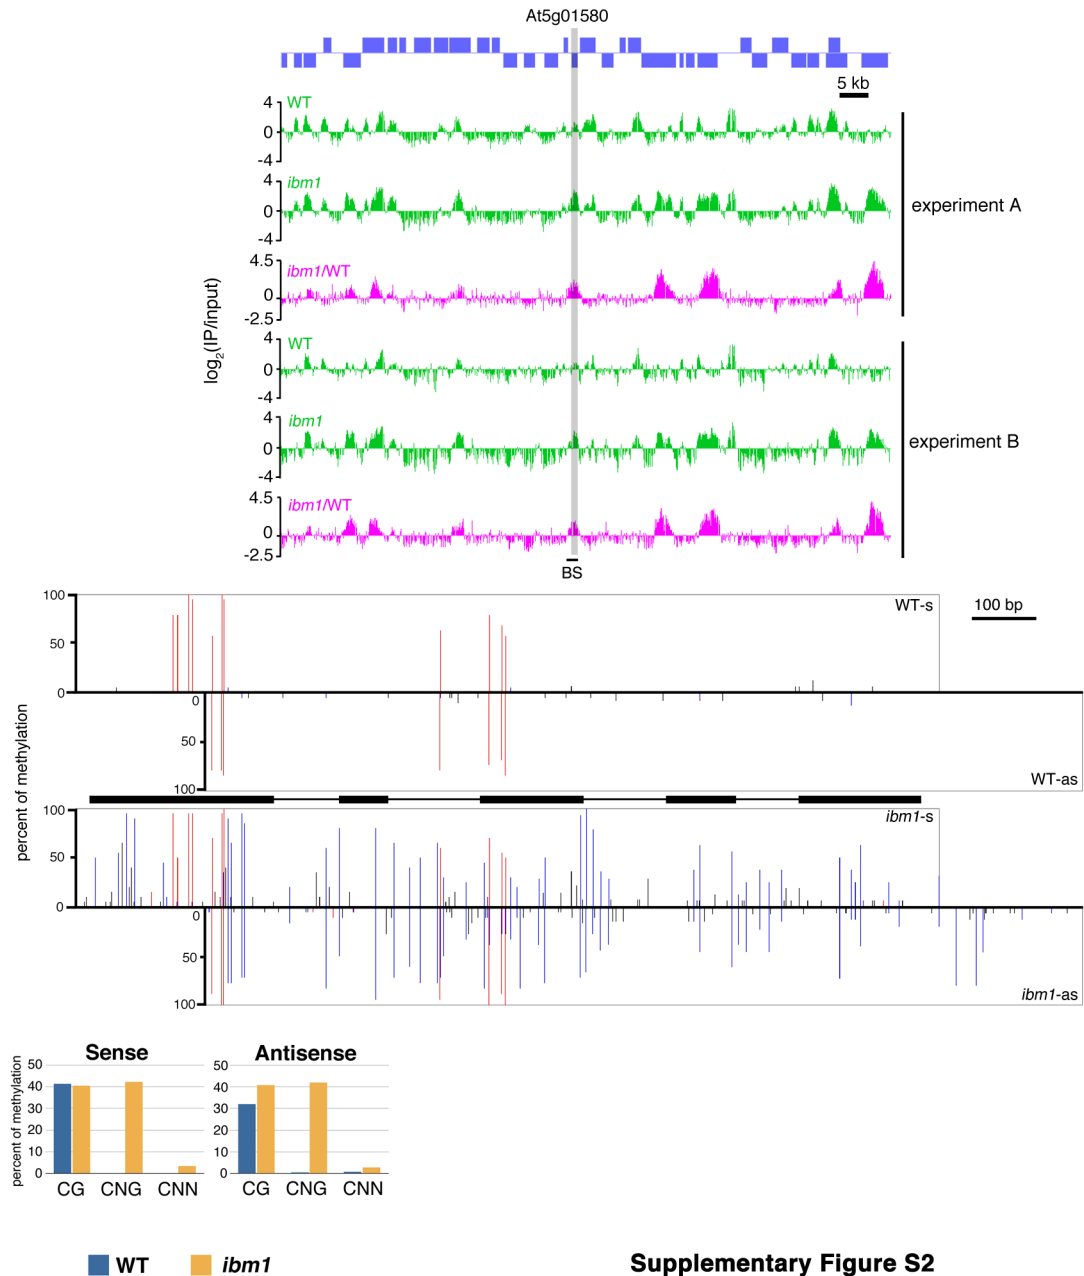 At5g01580
5 kb
4
WT
0
-4
4
ibm1
0
-4
experiment A
4.5
ibm1/WT
0
-2.5
log2(IP/input)
4
WT
0
-4
4
ibm1
0
-4
experiment B
4.5
ibm1/WT
0
-2.5
BS
100
WT-s
100 bp
50
0
0
50
100
WT-as
percent of methylation
100
ibm1-s
50
0
0
50
100
ibm1-as
Sense
Antisense
percent of methylation
50
40
30
20
10
0
50
40
30
20
10
0
CG CNG CNN
CG CNG CNN
WT
ibm1
Supplementary Figure S2